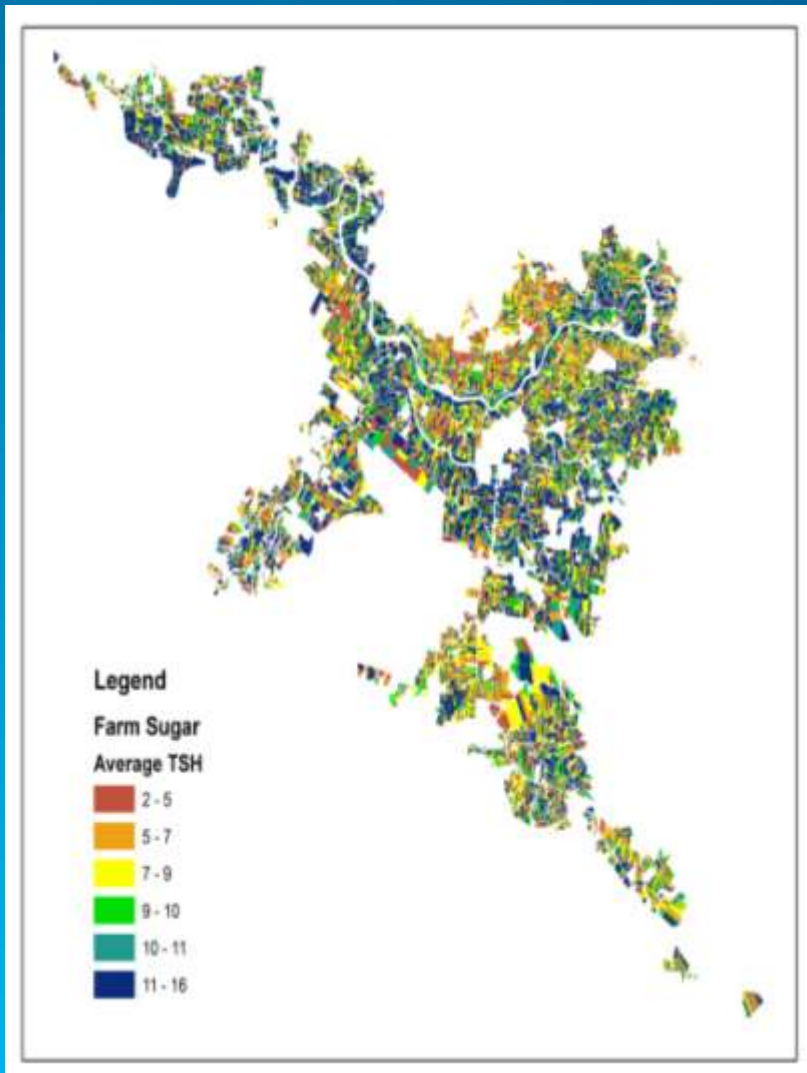 Legend
Farm Sugar
Average TSH
2 - 5
5 - 7
7 - 9
9 - 10
10 - 11
11 - 16